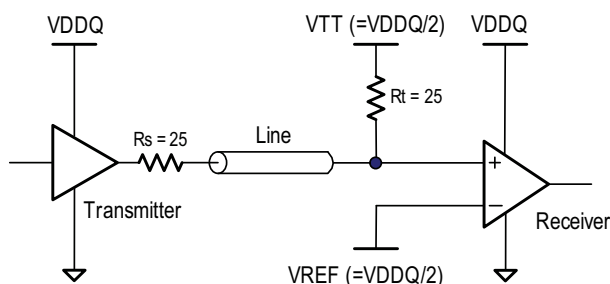 VDDQ
VTT (=VDDQ/2)
VDDQ
Rt = 25
Rs = 25
Line
+
−
Transmitter
Receiver
VREF (=VDDQ/2)